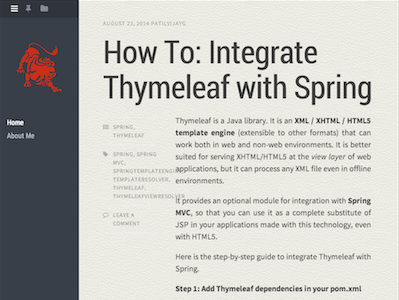 AUGUST 23, 2014 PATILSIJAYG
How To: Integrate
Thymeleaf with Spring
Home
About Me
SPRING,
THYMELEAF
SPRING, SPRING
MVC,
SPRINGTEMPLATEENGINE,
TEMPLATERESOLVER,
THYMELEAF,
THYMELEAFVIEWRESOLVER
LEAVE A
COMMENT
Thymeleaf is a Java library. It is an XML / XHTML / HTML5
template engine (extensible to other formats) that can
work both in web and non-web environments. It is better
suited for serving XHTML/HTML5 at the view layer of web
applications, but it can process any XML file even in offline
environments.
It provides an optional module for integration with Spring
MVC, so that you can use it as a complete substitute of
JSP in your applications made with this technology, even
with HTML5.
Here is the step-by-step guide to integrate Thymeleaf with
Spring.
Step 1: Add Thymeleaf dependencies in your pom.xml